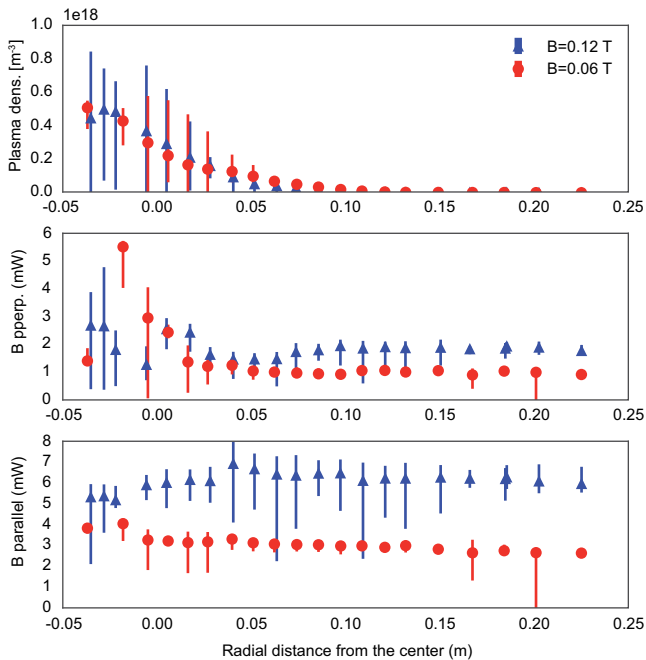 1e18
Plasma dens. [m⁻³]
1.0
0.8
0.6
0.4
0.2
0.0
B=0.12 T
B=0.06 T
-0.05 0.00 0.05 0.10 0.15 0.20 0.25
B pperp. (mW)
6
5
4
3
2
1
0
-0.05 0.00 0.05 0.10 0.15 0.20 0.25
B parallel (mW)
8
7
6
5
4
3
2
1
0
-0.05 0.00 0.05 0.10 0.15 0.20 0.25
Radial distance from the center (m)